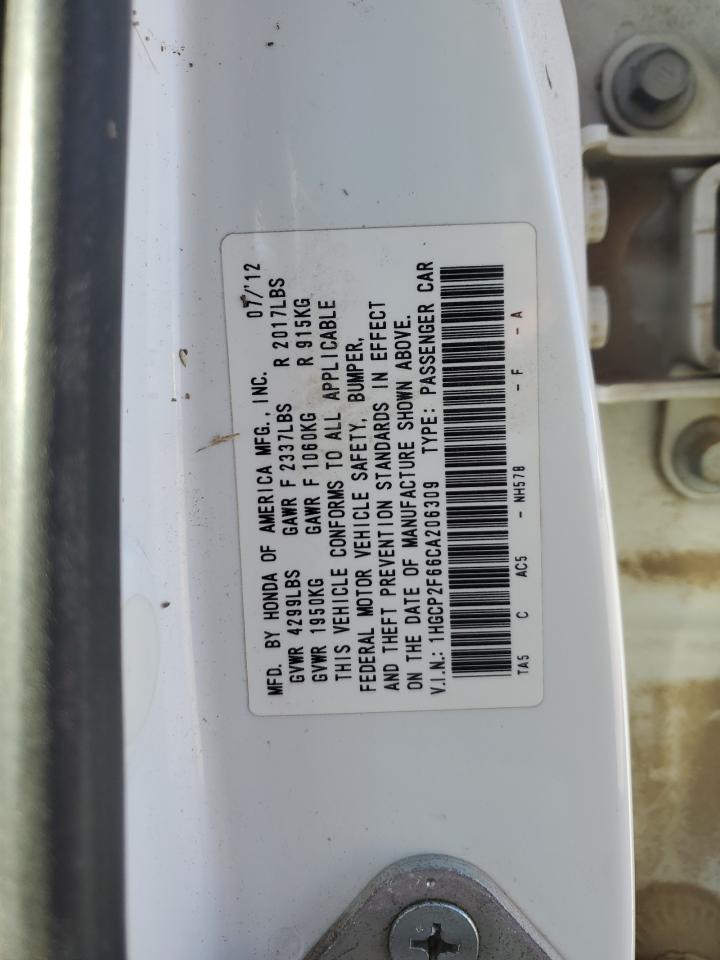 MFD. BY HONDA OF AMERICA MFG., INC. 07/'12
GVWR 4299LBS GAWR F 2337LBS R 2017LBS
GVWR 1950KG GAWR F 1060KG R 915KG
THIS VEHICLE CONFORMS TO ALL APPLICABLE
FEDERAL MOTOR VEHICLE SAFETY, BUMPER,
AND THEFT PREVENTION STANDARDS IN EFFECT
ON THE DATE OF MANUFACTURE SHOWN ABOVE.
V.I.N.: 1HGCP2F66CA206309 TYPE: PASSENGER CAR
TA5 C AC5 - NH578 - F - A